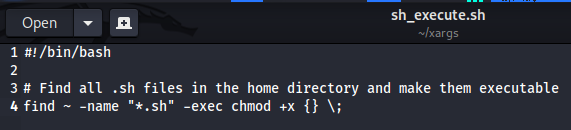 Open
sh_execute.sh
~/xargs
1 #!/bin/bash
2
3 # Find all .sh files in the home directory and make them executable
4 find ~ -name "*.sh" -exec chmod +x {} \;